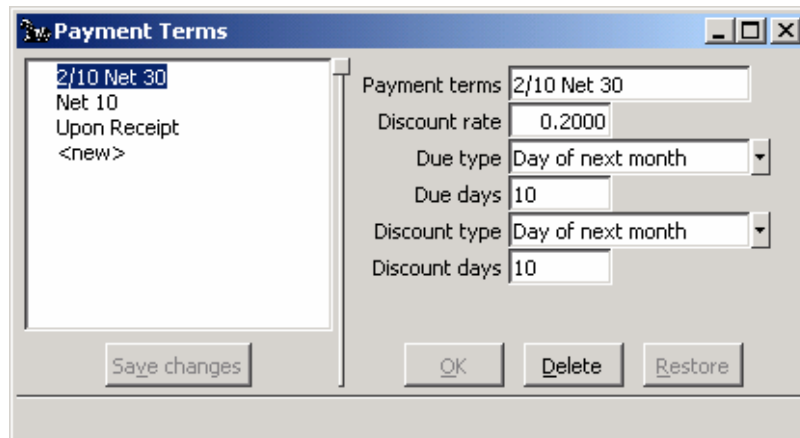 Payment Terms
2/10 Net 30
Net 10
Upon Receipt
<new>
Save changes
Payment terms 2/10 Net 30
Discount rate 0.2000
Due type Day of next month
Due days 10
Discount type Day of next month
Discount days 10
OK Delete Restore